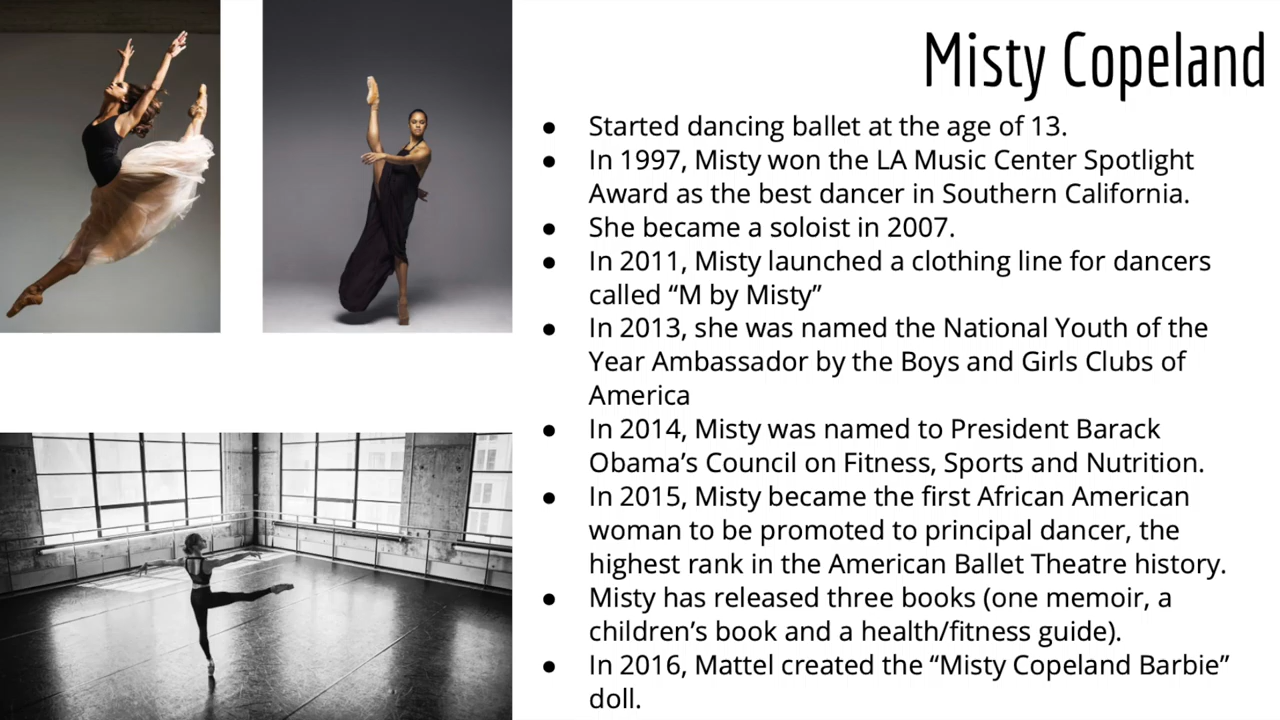 Misty Copeland
● Started dancing ballet at the age of 13.
● In 1997, Misty won the LA Music Center Spotlight
Award as the best dancer in Southern California.
● She became a soloist in 2007.
● In 2011, Misty launched a clothing line for dancers
called “M by Misty”
● In 2013, she was named the National Youth of the
Year Ambassador by the Boys and Girls Clubs of
America
● In 2014, Misty was named to President Barack
Obama’s Council on Fitness, Sports and Nutrition.
● In 2015, Misty became the first African American
woman to be promoted to principal dancer, the
highest rank in the American Ballet Theatre history.
● Misty has released three books (one memoir, a
children’s book and a health/fitness guide).
● In 2016, Mattel created the “Misty Copeland Barbie”
doll.